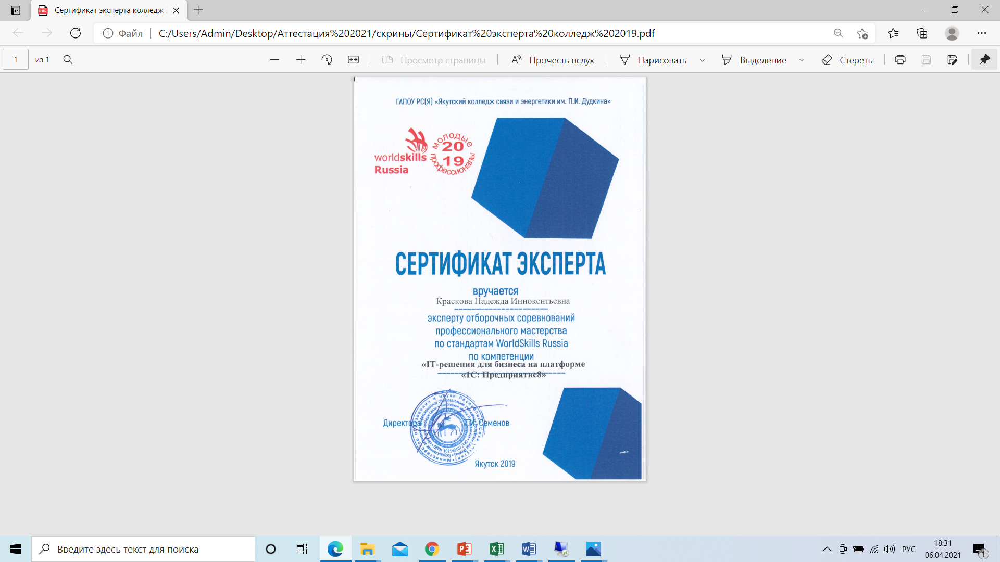 Сертификат эксперта колледж 2
Файл
C:/Users/Admin/Desktop/Аттестация%202021/скрины/Сертификат%20эксперта%20колледж%202019.pdf
1 из 1
Просмотр страницы
Прочесть вслух
Нарисовать
Выделение
Стереть
ГАПОУ РС(Я) «Якутский колледж связи и энергетики им. П.И. Дудкина»
worldskills
Russia
молодые
20
19
профессионалы
СЕРТИФИКАТ ЭКСПЕРТА
вручается
Краскова Надежда Иннокентьевна
эксперту отборочных соревнований
профессионального мастерства
по стандартам WorldSkills Russia
по компетенции
«IT-решения для бизнеса на платформе
«1С: Предприятие8»
Директор
Г.И. Семенов
Якутск 2019
Введите здесь текст для поиска
РУС
18:31
06.04.2021
1